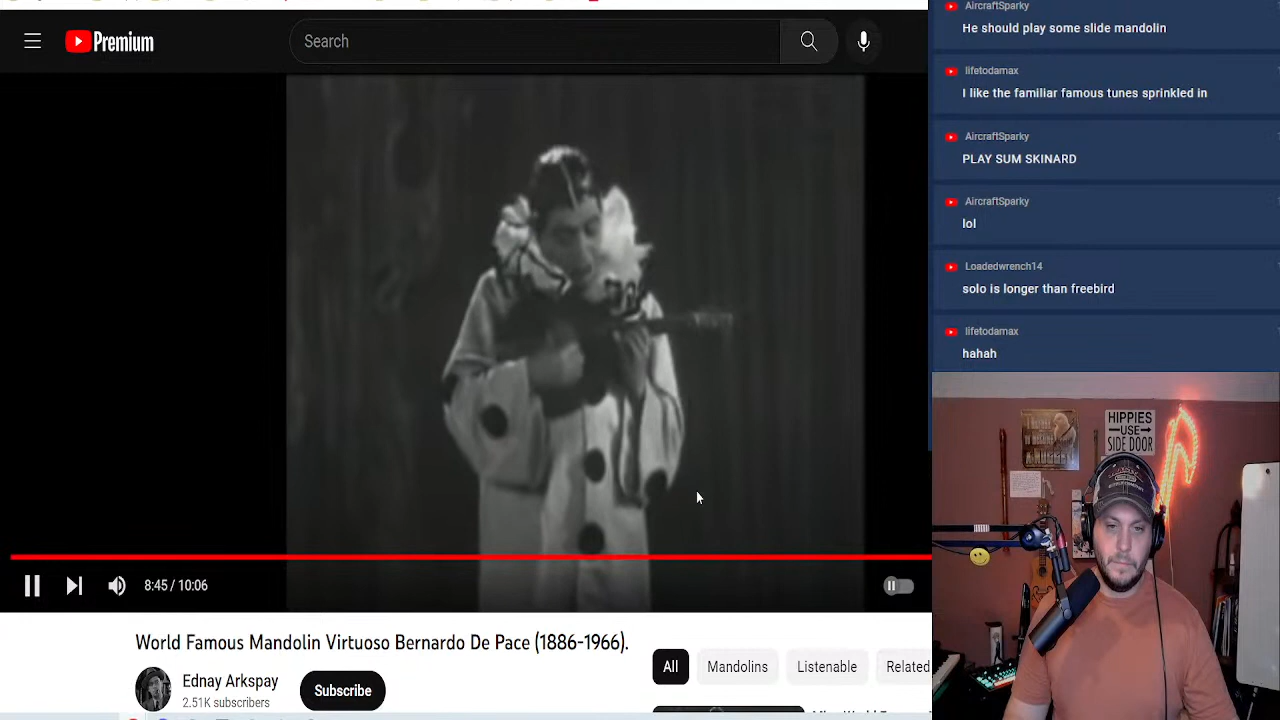 Premium
Search
8:45 / 10:06
World Famous Mandolin Virtuoso Bernardo De Pace (1886-1966).
Ednay Arkspay
2.51K subscribers
Subscribe
All
Mandolins
Listenable
Related
AircraftSparky
He should play some slide mandolin
lifetodamax
I like the familiar famous tunes sprinkled in
AircraftSparky
PLAY SUM SKINARD
AircraftSparky
lol
Loadedwrench14
solo is longer than freebird
lifetodamax
hahah
HIPPIES
USE
SIDE DOOR